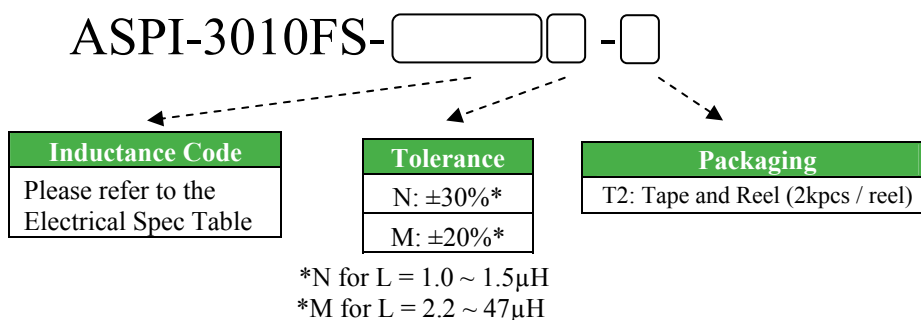 ASPI-3010FS- -
Inductance Code
Please refer to the
Electrical Spec Table
Tolerance
N: ±30%*
M: ±20%*
*N for L = 1.0 ~ 1.5µH
*M for L = 2.2 ~ 47µH
Packaging
T2: Tape and Reel (2kpcs / reel)